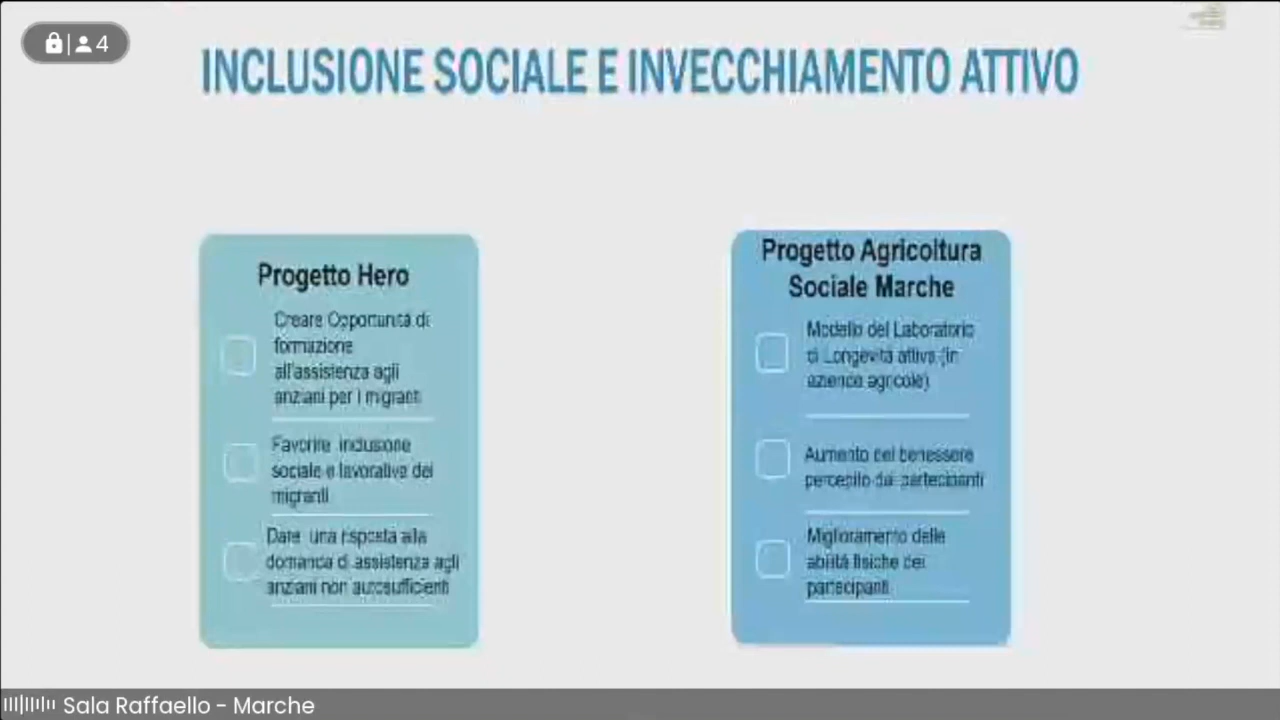 4
INCLUSIONE SOCIALE E INVECCHIAMENTO ATTIVO
Progetto Hero
Creare Opportunità di
formazione
all'assistenza agli
anziani per i migranti
Favorire inclusione
sociale e lavorativa dei
migranti
Dare una risposta alla
domanda di assistenza agli
anziani non autosufficienti
Progetto Agricoltura
Sociale Marche
Modello del Laboratorio
di Longevità attiva (in
aziende agricole)
Aumento del benessere
percepito dai partecipanti
Miglioramento delle
abilità fisiche dei
partecipanti
Sala Raffaello - Marche